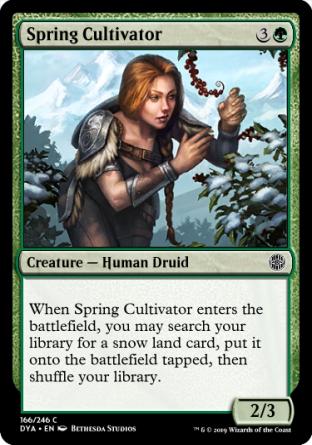 Spring Cultivator 3
Creature — Human Druid
When Spring Cultivator enters the
battlefield, you may search your
library for a snow land card, put it
onto the battlefield tapped, then
shuffle your library.
2/3
166/246 C
DYA • EN Bethesda Studios
™ & © 2019 Wizards of the Coast